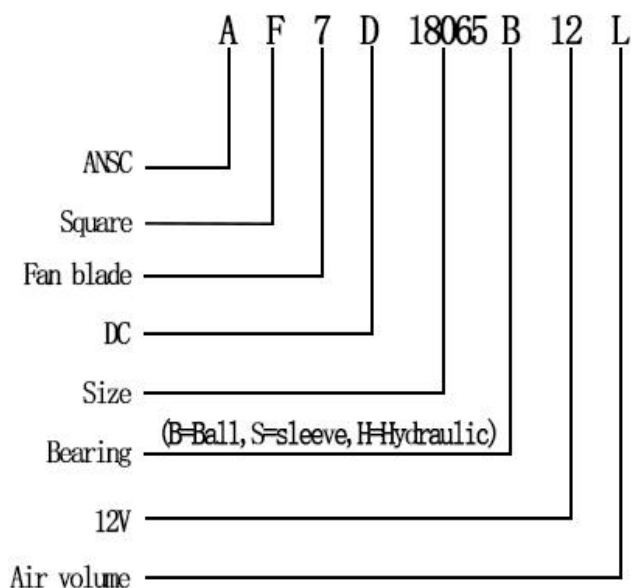 A F 7 D 18065 B 12 L
ANSC
Square
Fan blade
DC
Size
(B=Ball, S=sleeve, H=Hydraulic)
Bearing
12V
Air volume